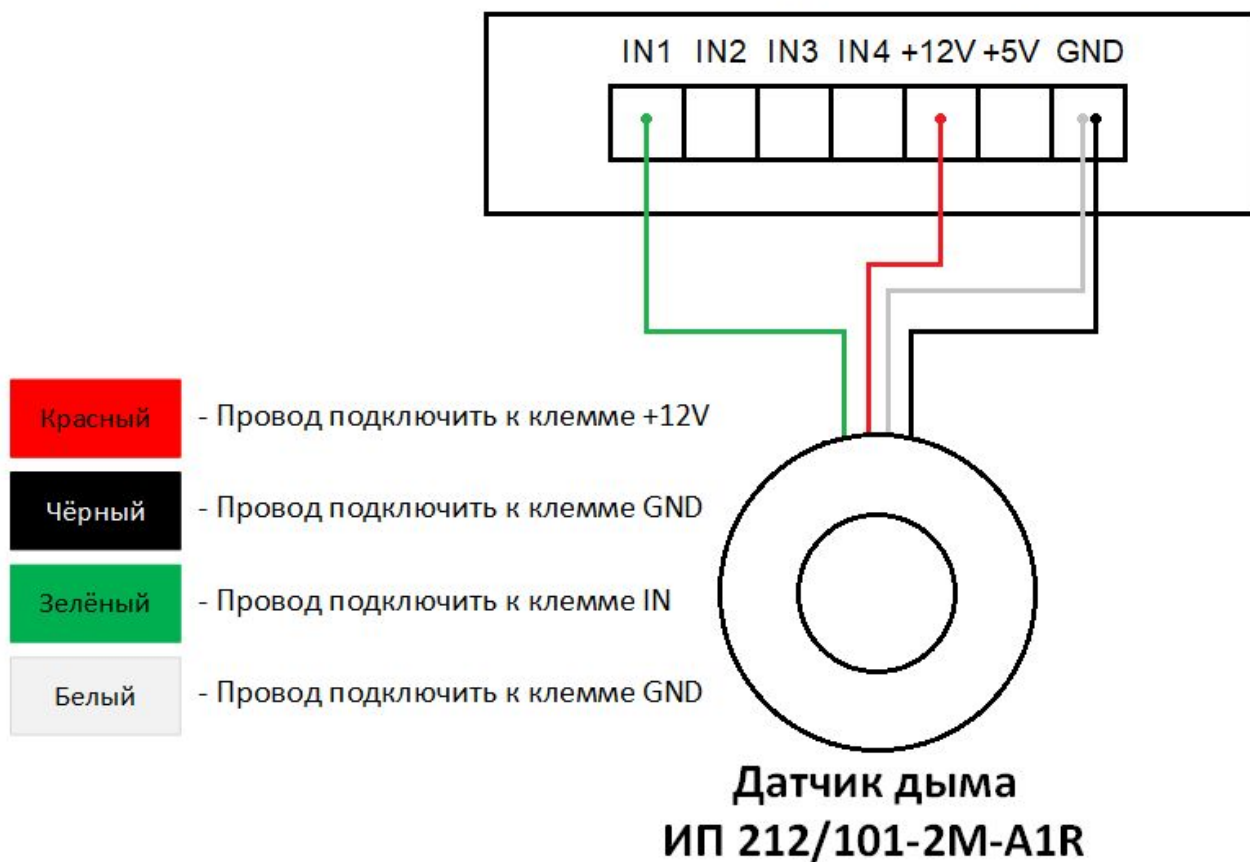 IN1 IN2 IN3 IN4 +12V +5V GND
Красный - Провод подключить к клемме +12V
Чёрный - Провод подключить к клемме GND
Зелёный - Провод подключить к клемме IN
Белый - Провод подключить к клемме GND
Датчик дыма
ИП 212/101-2М-A1R